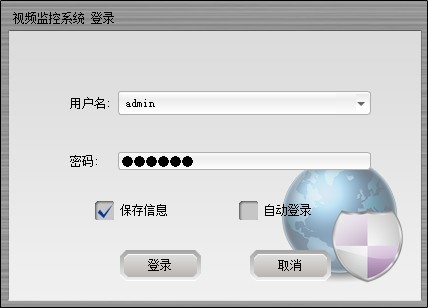 视频监控系统 登录
用户名: admin
密码: ●●●●●●
保存信息 自动登录
登录 取消